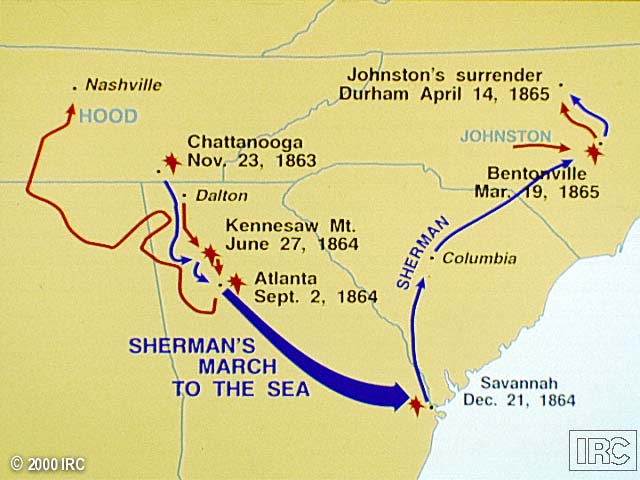 Nashville
HOOD
Johnston's surrender
Durham April 14, 1865
Chattanooga
Nov. 23, 1863
JOHNSTON
Bentonville
Mar. 19, 1865
Dalton
Kennesaw Mt.
June 27, 1864
SHERMAN
Columbia
Atlanta
Sept. 2, 1864
SHERMAN'S
MARCH
TO THE SEA
Savannah
Dec. 21, 1864
© 2000 IRC
IRC